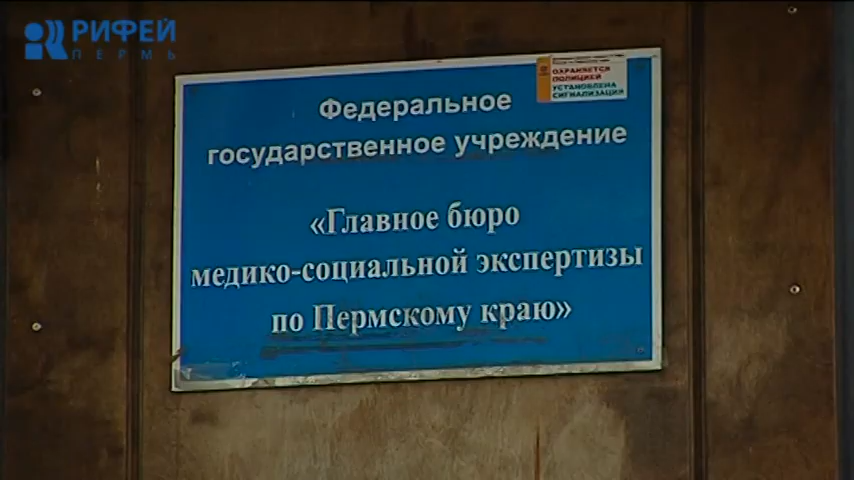 РИФЕЙ
ПЕРМЬ
ОХРАНЯЕТСЯ
ПОЛИЦИЕЙ
УСТАНОВЛЕНА
СИГНАЛИЗАЦИЯ
Федеральное
государственное учреждение
«Главное бюро
медико-социальной экспертизы
по Пермскому краю»